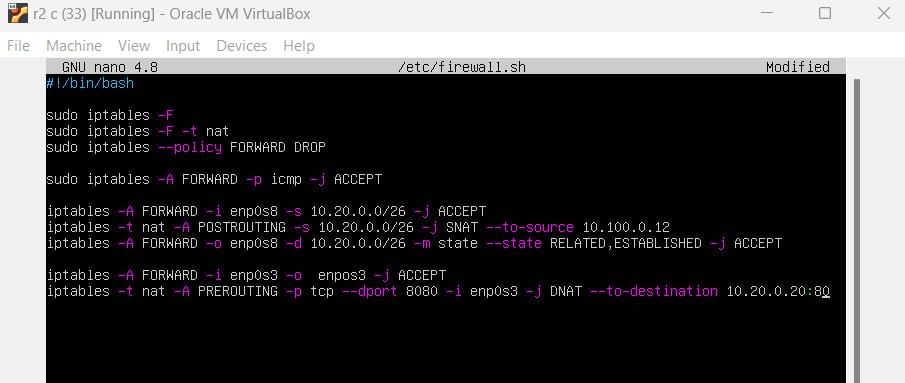 r2 c (33) [Running] - Oracle VM VirtualBox
File Machine View Input Devices Help
GNU nano 4.8 /etc/firewall.sh Modified
#!/bin/bash
sudo iptables -F
sudo iptables -F -t nat
sudo iptables --policy FORWARD DROP
sudo iptables -A FORWARD -p icmp -j ACCEPT
iptables -A FORWARD -i enp0s8 -s 10.20.0.0/26 -j ACCEPT
iptables -t nat -A POSTROUTING -s 10.20.0.0/26 -j SNAT --to-source 10.100.0.12
iptables -A FORWARD -o enp0s8 -d 10.20.0.0/26 -m state --state RELATED,ESTABLISHED -j ACCEPT
iptables -A FORWARD -i enp0s3 -o  enpos3 -j ACCEPT
iptables -t nat -A PREROUTING -p tcp --dport 8080 -i enp0s3 -j DNAT --to-destination 10.20.0.20:80